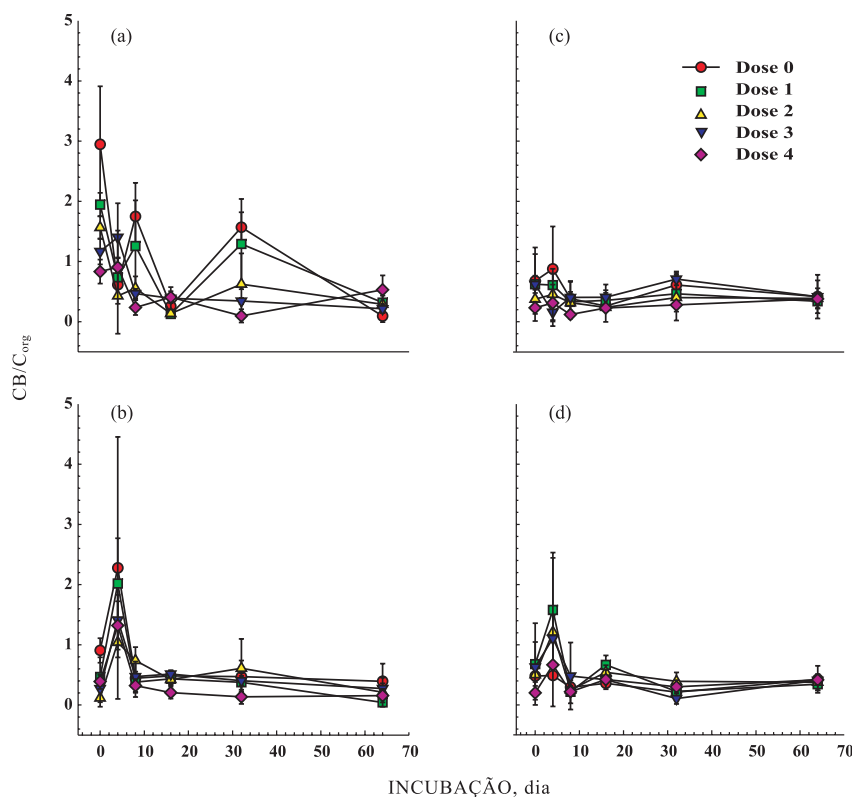 5
4
3
2
1
0
(a)
(c)
Dose 0
Dose 1
Dose 2
Dose 3
Dose 4
CB/Corg
5
4
3
2
1
0
(b)
(d)
0 10 20 30 40 50 60 70
0 10 20 30 40 50 60 70
INCUBAÇÃO, dia